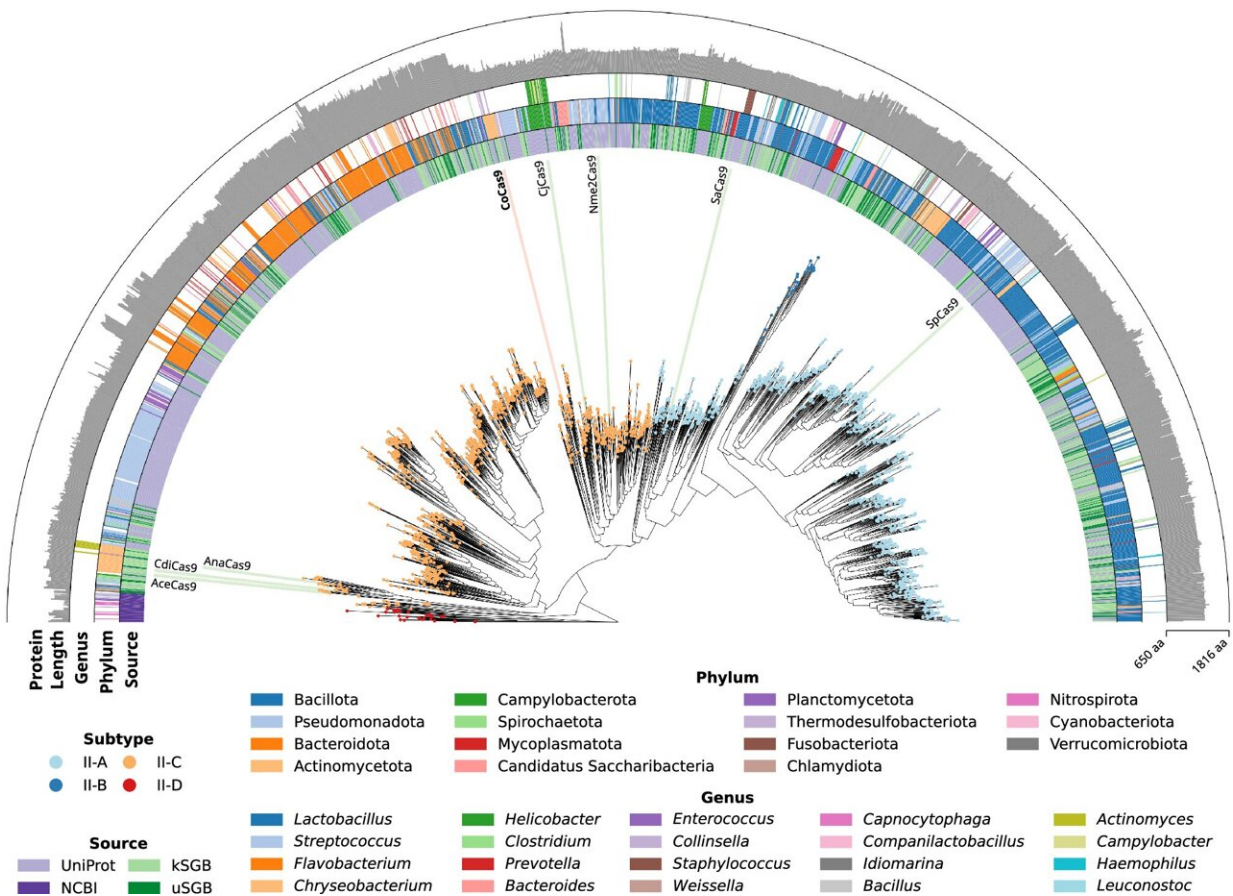 CoCas9
CjCas9
Nme2Cas9
SaCas9
SpCas9
CdiCas9
AnaCas9
AceCas9
Protein
Length
Genus
Phylum
Source
650 aa
1816 aa
Subtype
II-A
II-C
II-B
II-D
Source
UniProt
kSGB
NCBI
uSGB
Phylum
Bacillota
Campylobacterota
Planctomycetota
Nitrospirota
Pseudomonadota
Spirochaetota
Thermodesulfobacteriota
Cyanobacteriota
Bacteroidota
Mycoplasmatota
Fusobacteriota
Verrucomicrobiota
Actinomycetota
Candidatus Saccharibacteria
Chlamydiota
Genus
Lactobacillus
Helicobacter
Enterococcus
Capnocytophaga
Actinomyces
Streptococcus
Clostridium
Collinsella
Companilactobacillus
Campylobacter
Flavobacterium
Prevotella
Staphylococcus
Idiomarina
Haemophilus
Chryseobacterium
Bacteroides
Weissella
Bacillus
Leuconostoc